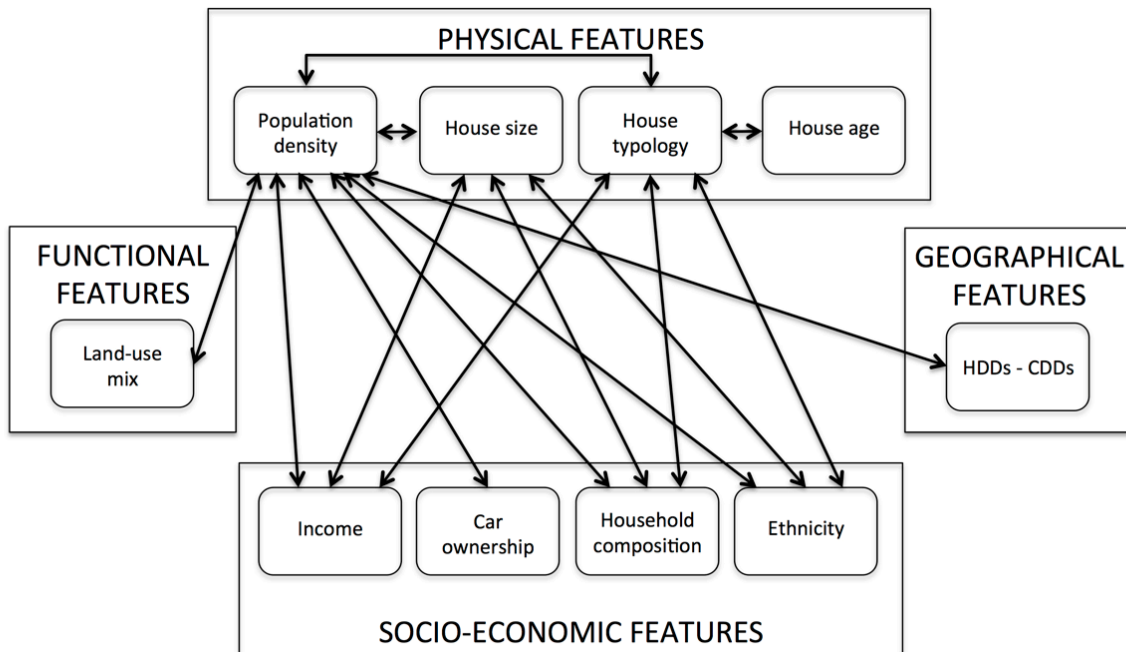 PHYSICAL FEATURES
Population
density
House size
House
typology
House age
FUNCTIONAL
FEATURES
Land-use
mix
GEOGRAPHICAL
FEATURES
HDDs - CDDs
Income
Car
ownership
Household
composition
Ethnicity
SOCIO-ECONOMIC FEATURES